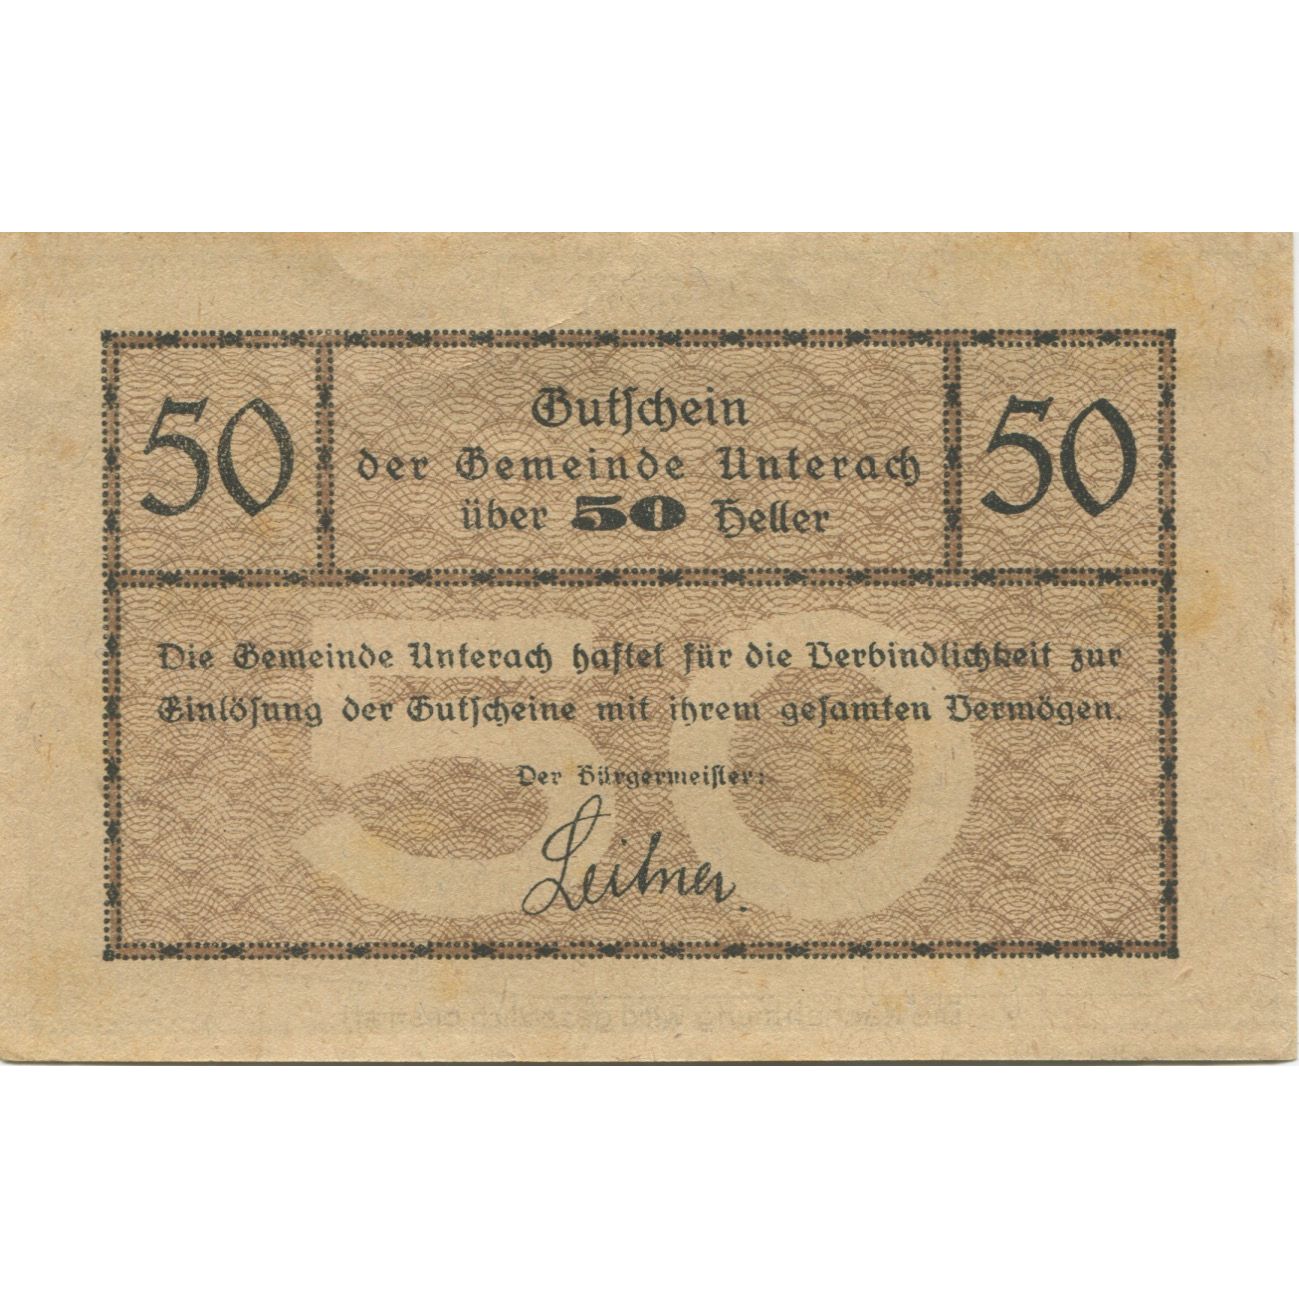 50
Gutschein
der Gemeinde Unterach
über 50 Heller
50
Die Gemeinde Unterach haftet für die Verbindlichkeit zur
Einlösung der Gutscheine mit ihrem gesamten Vermögen.
50
Der Bürgermeister:
Leitner.